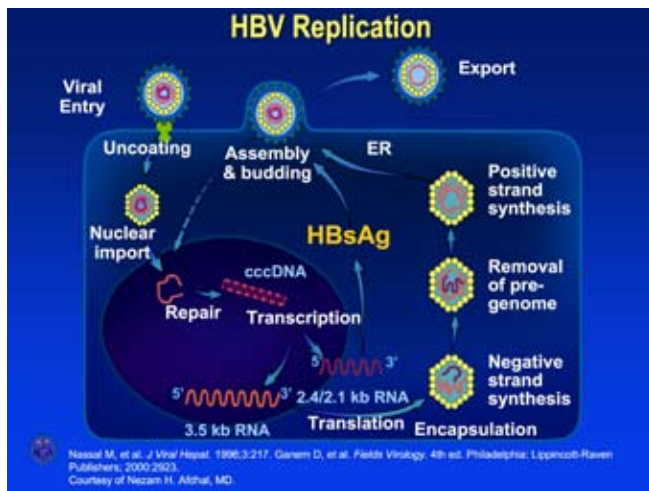 HBV Replication
Viral
Entry
Export
Uncoating
Assembly
& budding
ER
Positive
strand
synthesis
Nuclear
import
HBsAg
cccDNA
Repair
Transcription
Removal
of pre-
genome
5' 3'
5' 3'
2.4/2.1 kb RNA
3.5 kb RNA
Translation
Negative
strand
synthesis
Encapsulation
Nassal M, et al. J Viral Hepat. 1996;3:217. Ganem D, et al. Fields Virology. 4th ed. Philadelphia: Lippincott-Raven
Publishers; 2000:2923.
Courtesy of Nezam H. Afdhal, MD.